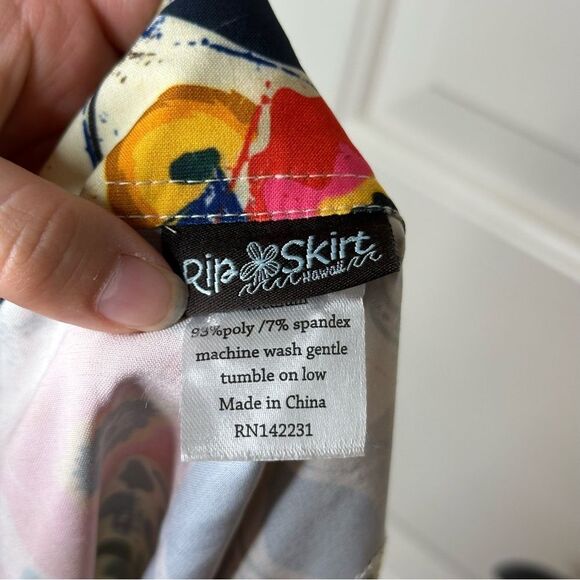 Rip Skirt
Hawaii
93%poly /7% spandex
machine wash gentle
tumble on low
Made in China
RN142231